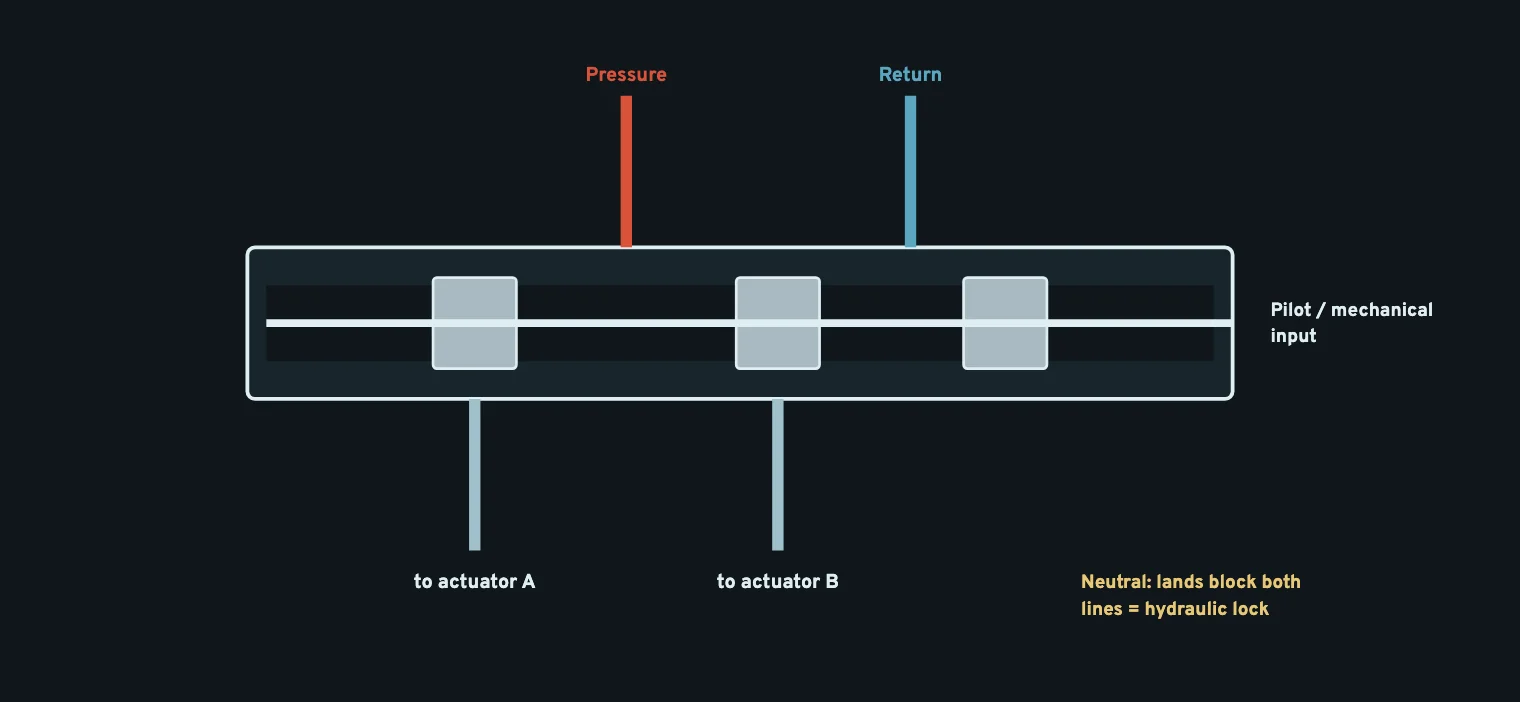 Pressure
Return
Pilot / mechanical
input
to actuator A
to actuator B
Neutral: lands block both
lines = hydraulic lock